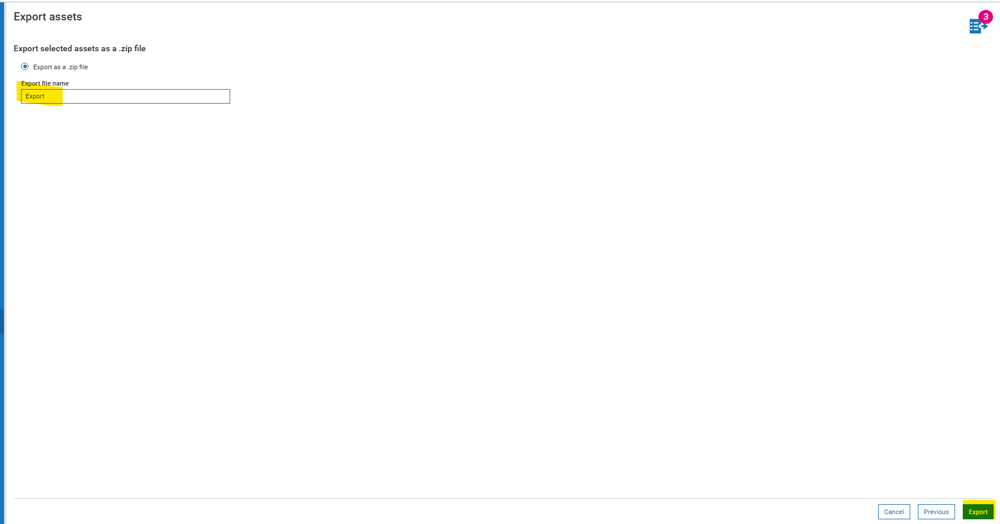 Export assets
3
Export selected assets as a .zip file
Export as a .zip file
Export file name
Export
Cancel
Previous
Export